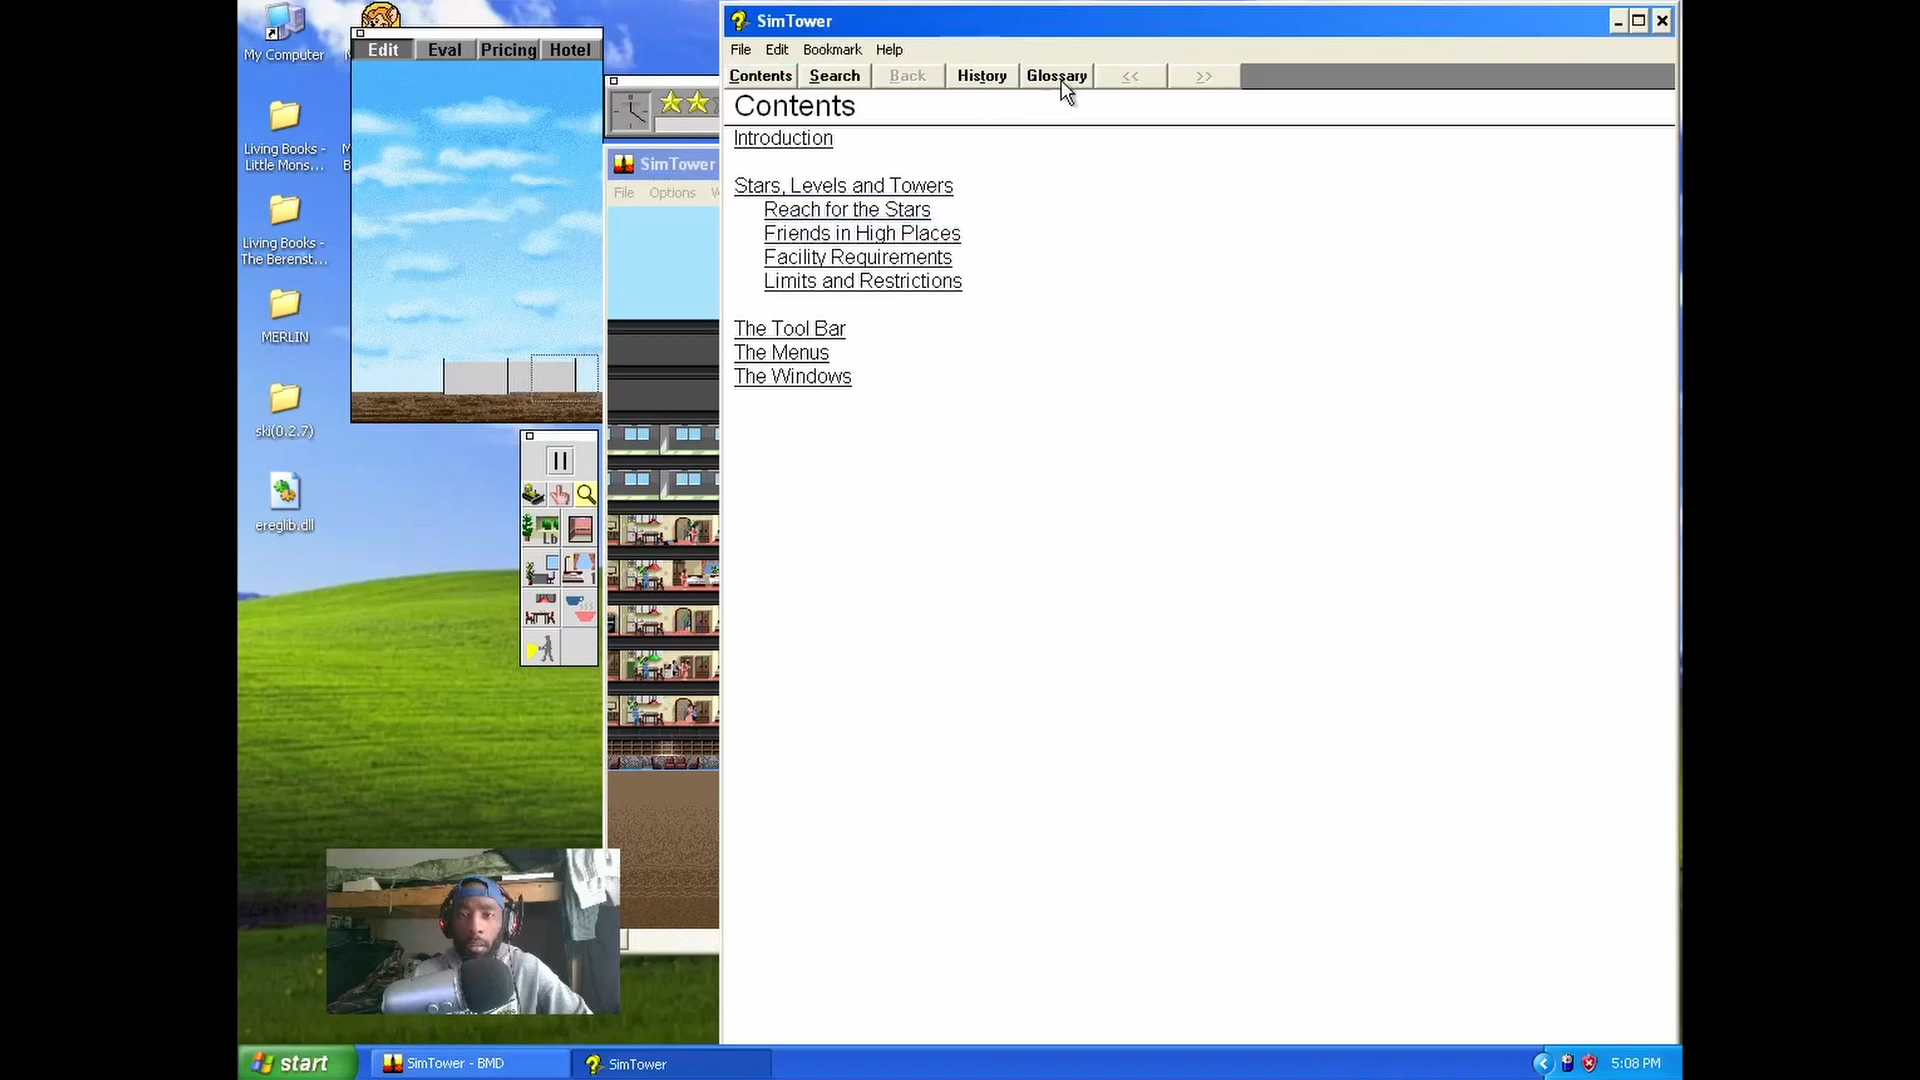 My Computer
Living Books -
Little Mons...
Living Books -
The Berenst...
MERLIN
ski(0.2.7)
ereglib.dll
Edit
Eval
Pricing
Hotel
SimTower
File
Options
Lb
1
SimTower
File
Edit
Bookmark
Help
Contents
Search
Back
History
Glossary
<<
>>
Contents
Introduction
Stars, Levels and Towers
Reach for the Stars
Friends in High Places
Facility Requirements
Limits and Restrictions
The Tool Bar
The Menus
The Windows
start
SimTower - BMD
SimTower
5:08 PM